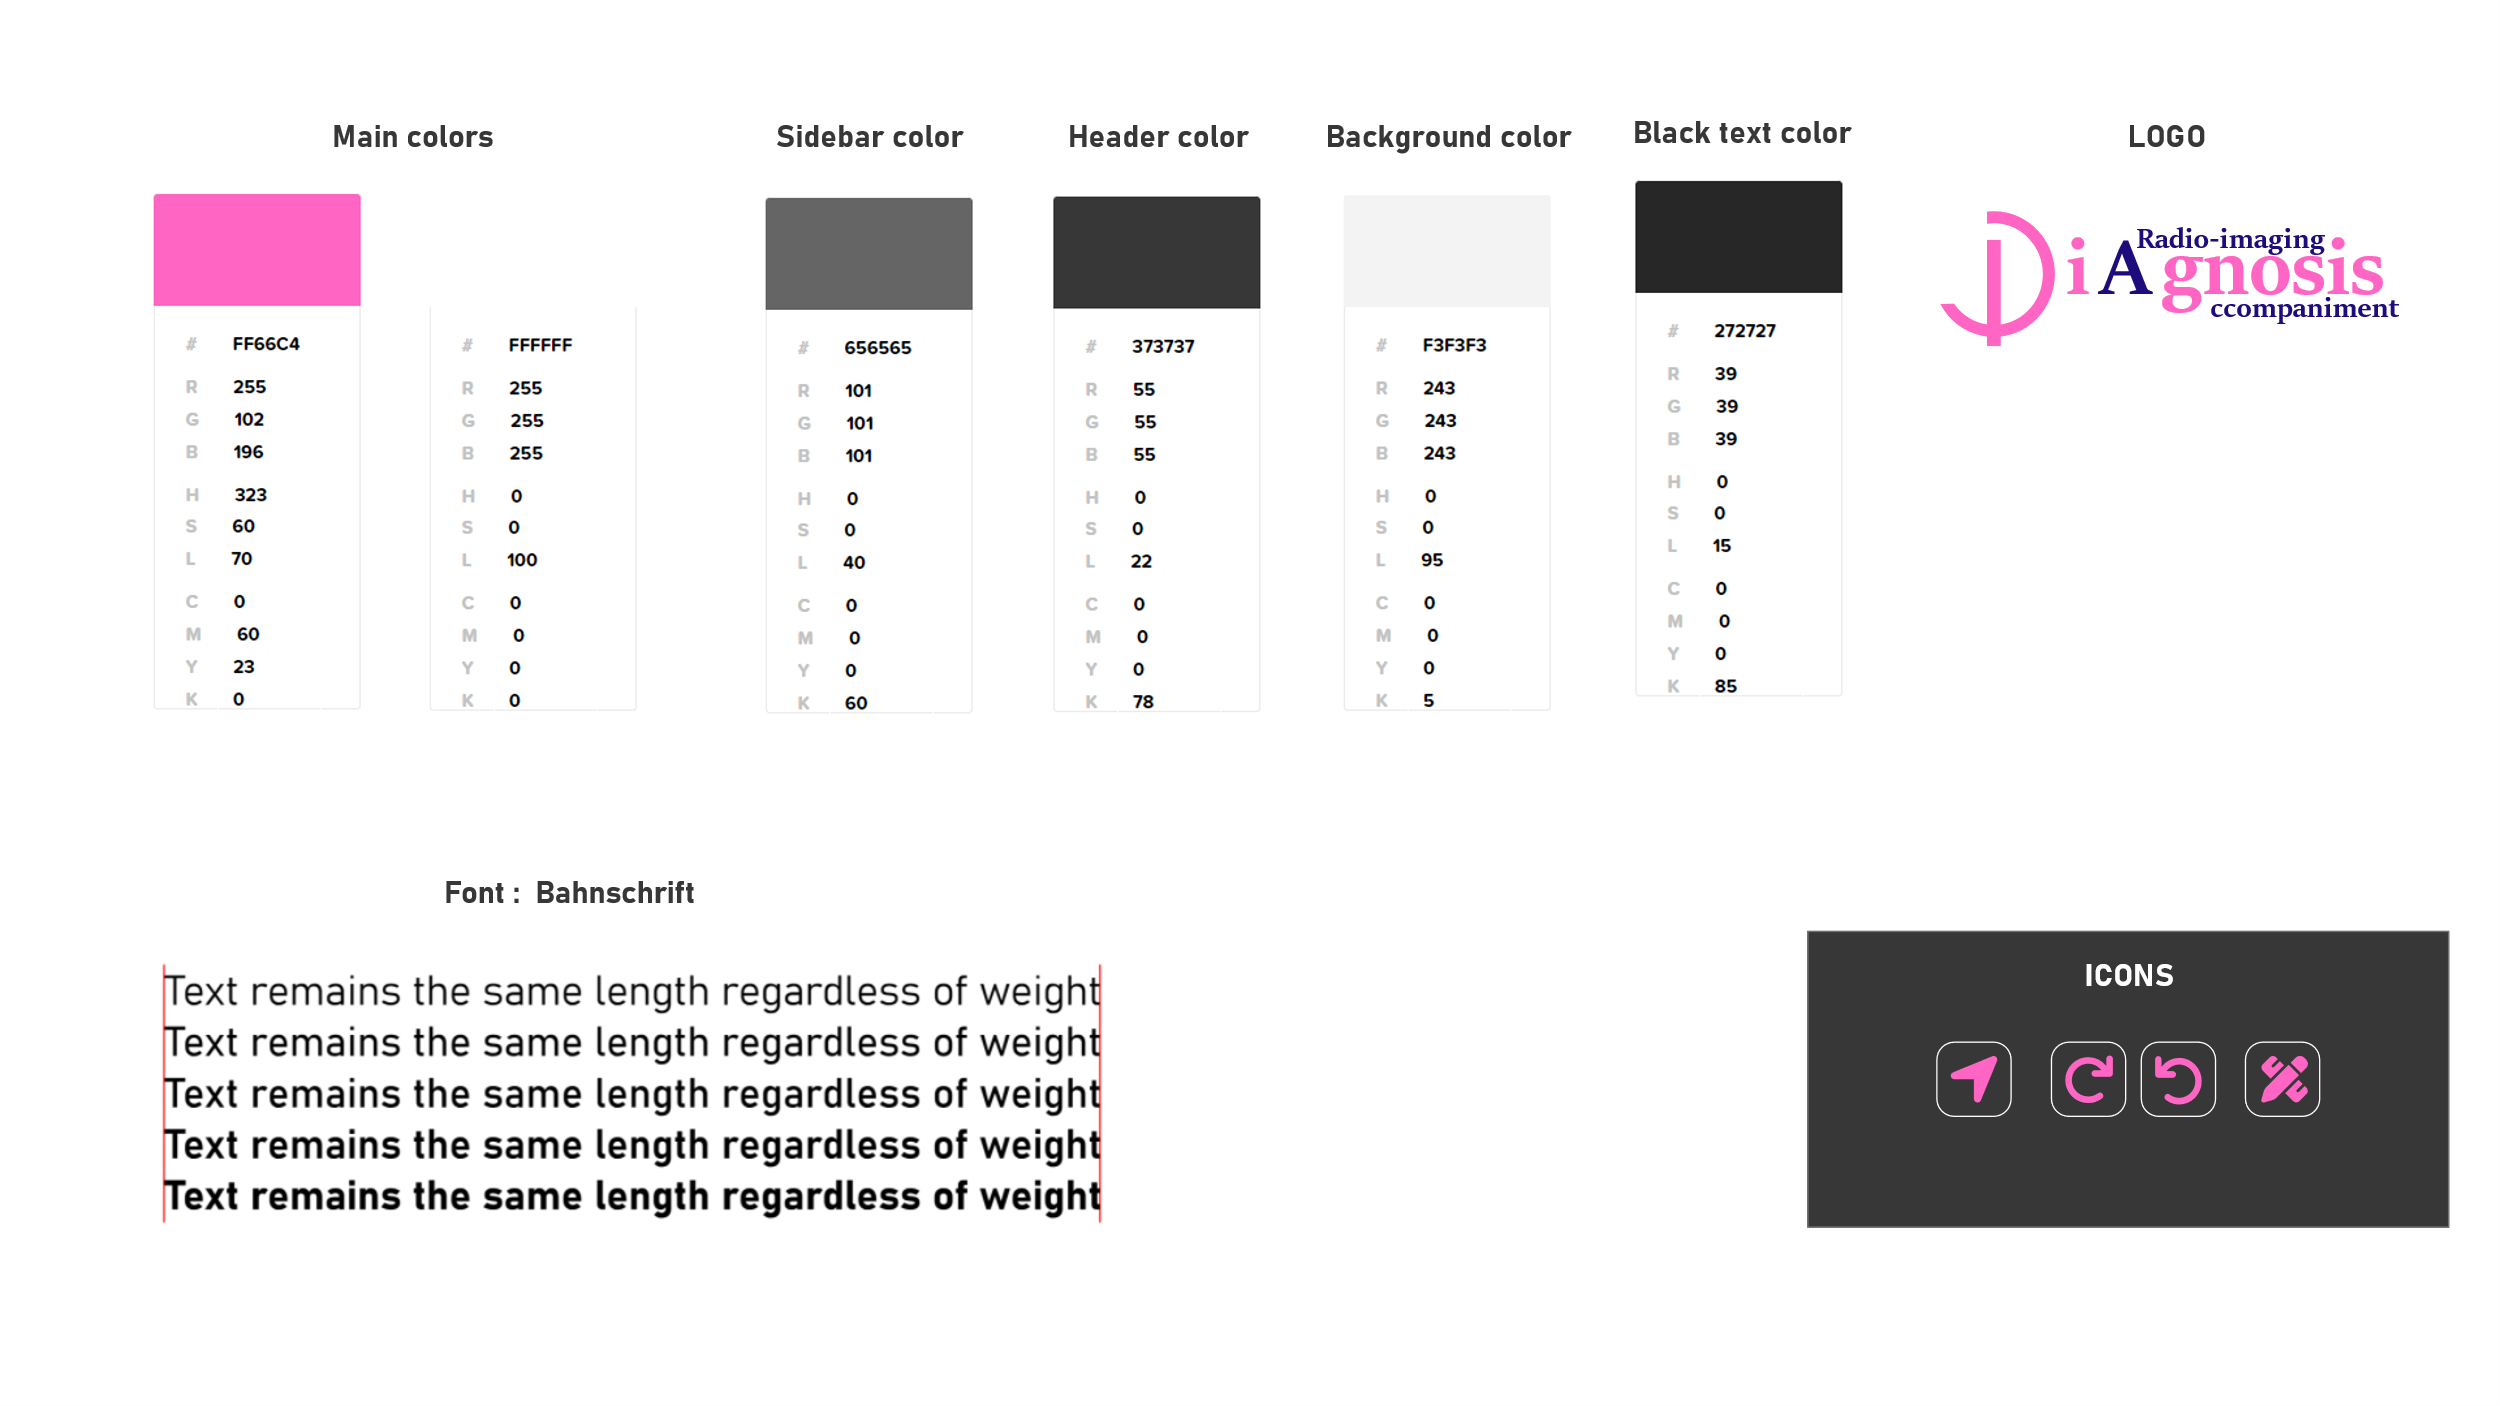 Main colors
# FF66C4
R 255
G 102
B 196
H 323
S 60
L 70
C 0
M 60
Y 23
K 0
# FFFFFF
R 255
G 255
B 255
H 0
S 0
L 100
C 0
M 0
Y 0
K 0
Sidebar color
# 656565
R 101
G 101
B 101
H 0
S 0
L 40
C 0
M 0
Y 0
K 60
Header color
# 373737
R 55
G 55
B 55
H 0
S 0
L 22
C 0
M 0
Y 0
K 78
Background color
# F3F3F3
R 243
G 243
B 243
H 0
S 0
L 95
C 0
M 0
Y 0
K 5
Black text color
# 272727
R 39
G 39
B 39
H 0
S 0
L 15
C 0
M 0
Y 0
K 85
LOGO
Radio-imaging
DiAgnosis
ccompaniment
Font : Bahnschrift
Text remains the same length regardless of weight
Text remains the same length regardless of weight
Text remains the same length regardless of weight
Text remains the same length regardless of weight
Text remains the same length regardless of weight
ICONS